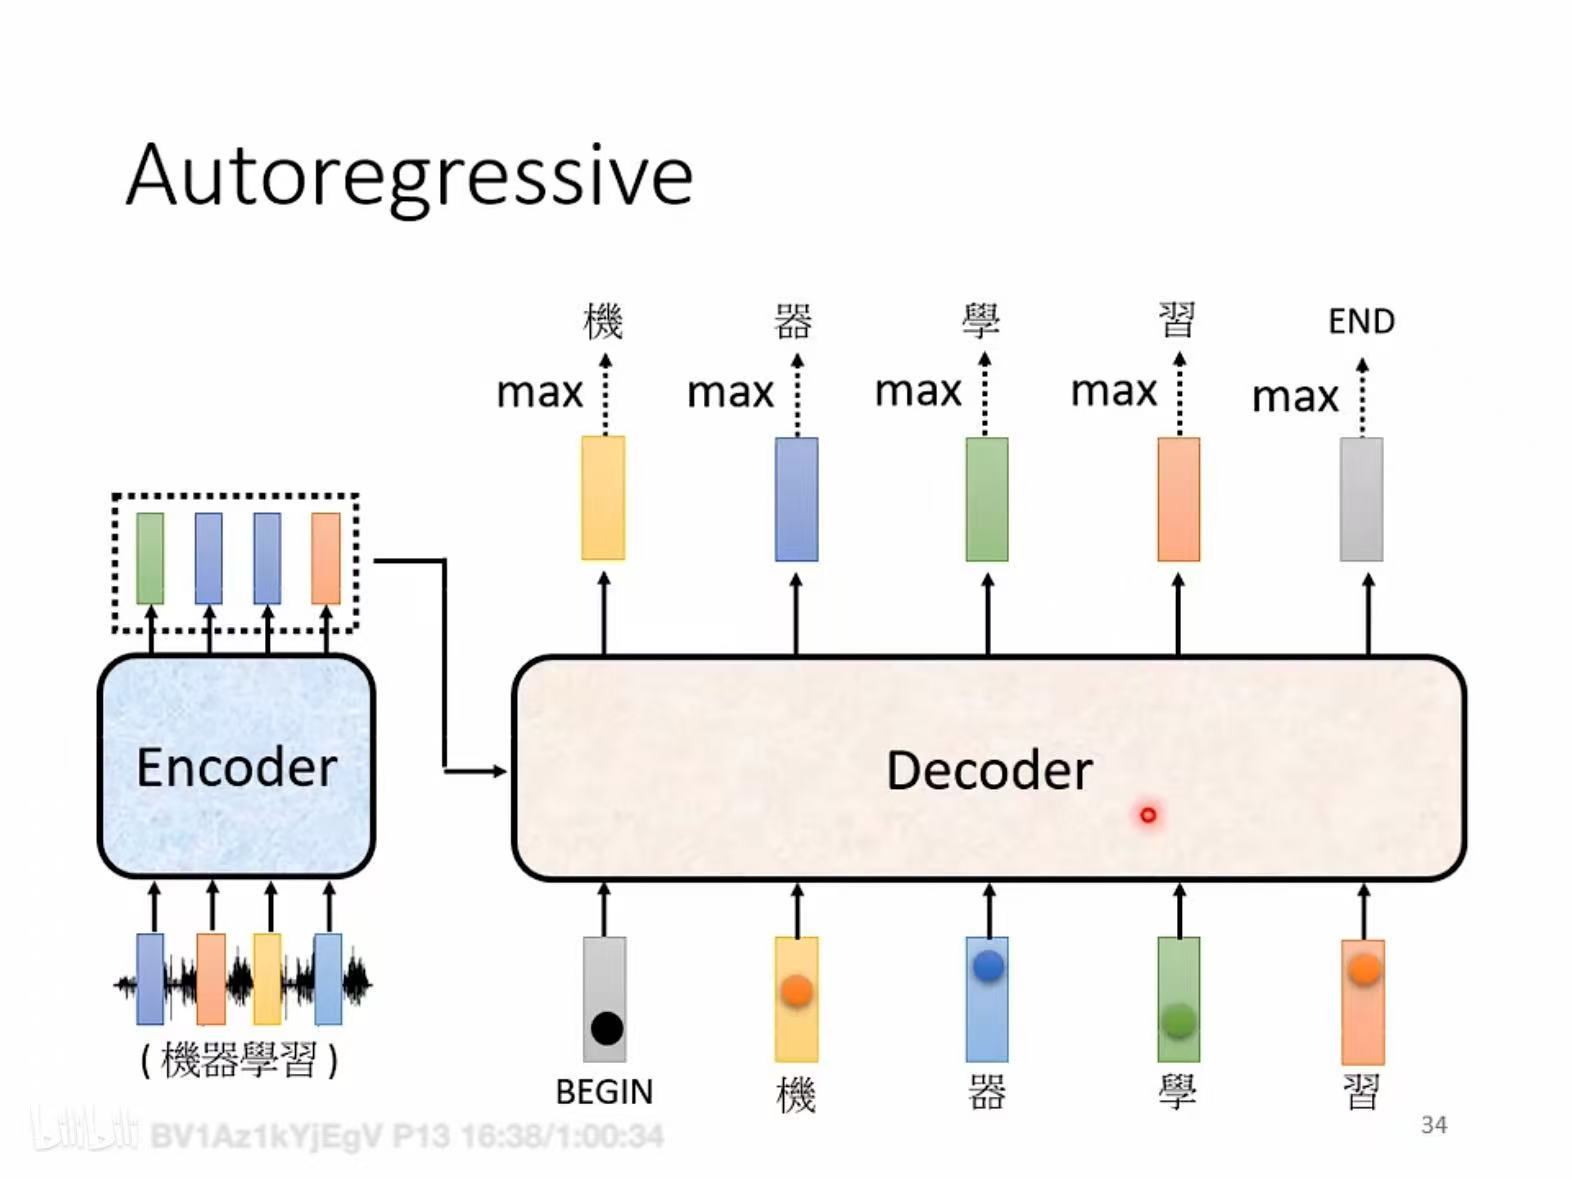 Autoregressive
機 器 學 習 END
max max max max max
Encoder
Decoder
( 機器學習 )
BEGIN 機 器 學 習
34
bilibili BV1Az1kYjEgV P13 16:38/1:00:34